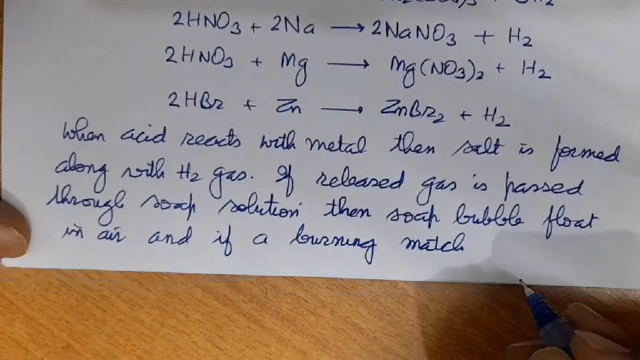 2HNO3 + 2Na → 2NaNO3 + H2
2HNO3 + Mg → Mg(NO3)2 + H2
2HBr + Zn → ZnBr2 + H2
When acid reacts with metal then salt is formed
along with H2 gas. If released gas is passed
through soap solution then soap bubble float
in air and if a burning match